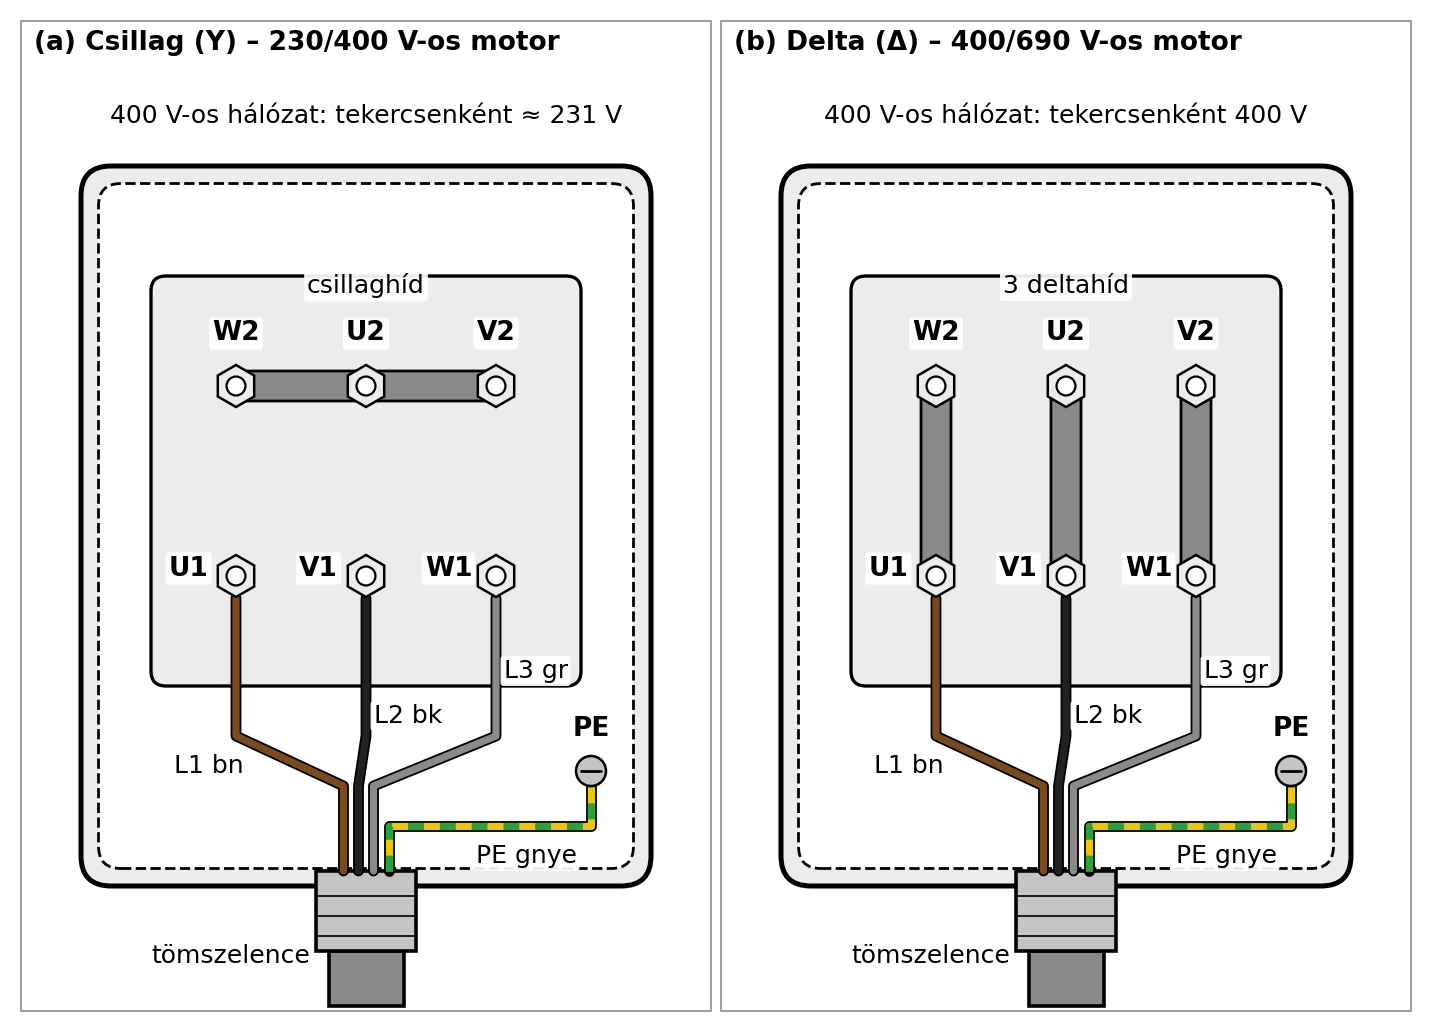 (a) Csillag (Y) – 230/400 V-os motor
400 V-os hálózat: tekercsenként ≈ 231 V
csillaghíd
W2 U2 V2
U1 V1 W1
L3 gr
L2 bk
PE
L1 bn
PE gnye
tömszelence
(b) Delta (Δ) – 400/690 V-os motor
400 V-os hálózat: tekercsenként 400 V
3 deltahíd
W2 U2 V2
U1 V1 W1
L3 gr
L2 bk
PE
L1 bn
PE gnye
tömszelence